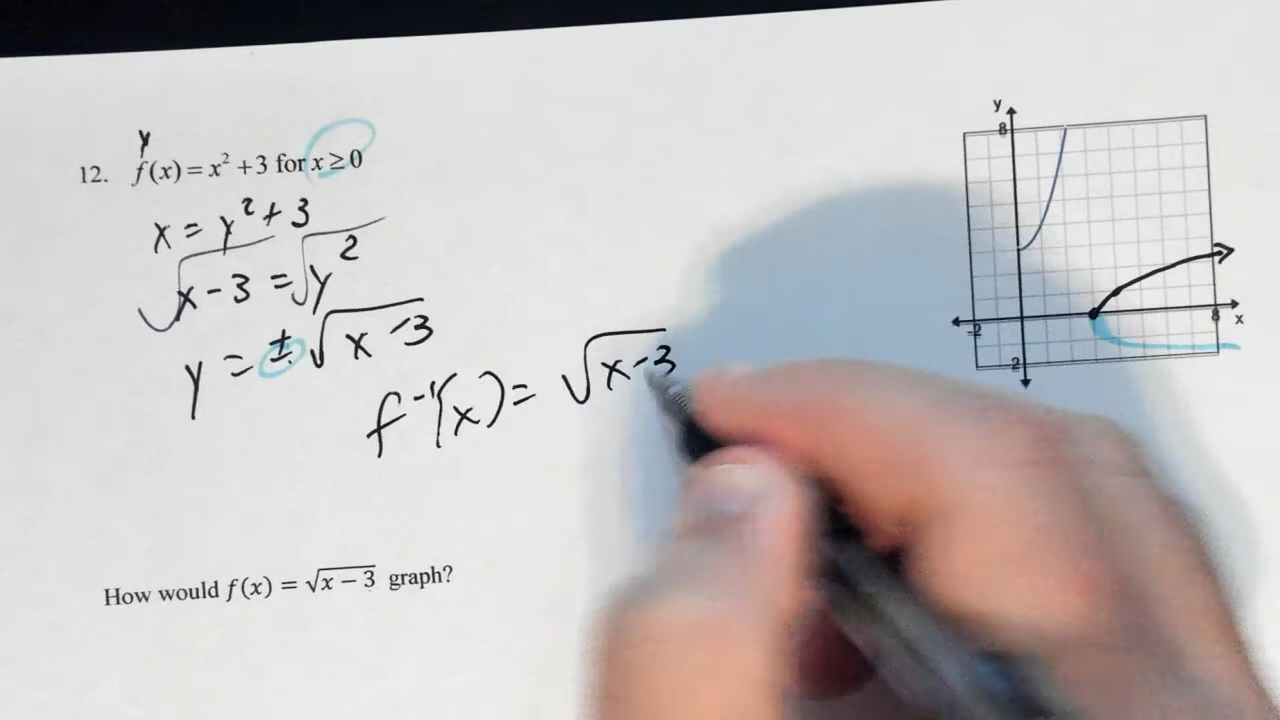 y
12. f(x) = x² + 3 for x ≥ 0
x = y² + 3
√x - 3 = √y²
y = ± √x - 3
f⁻¹(x) = √x - 3
How would f(x) = √x − 3 graph?
y
8
-2
8 x
2